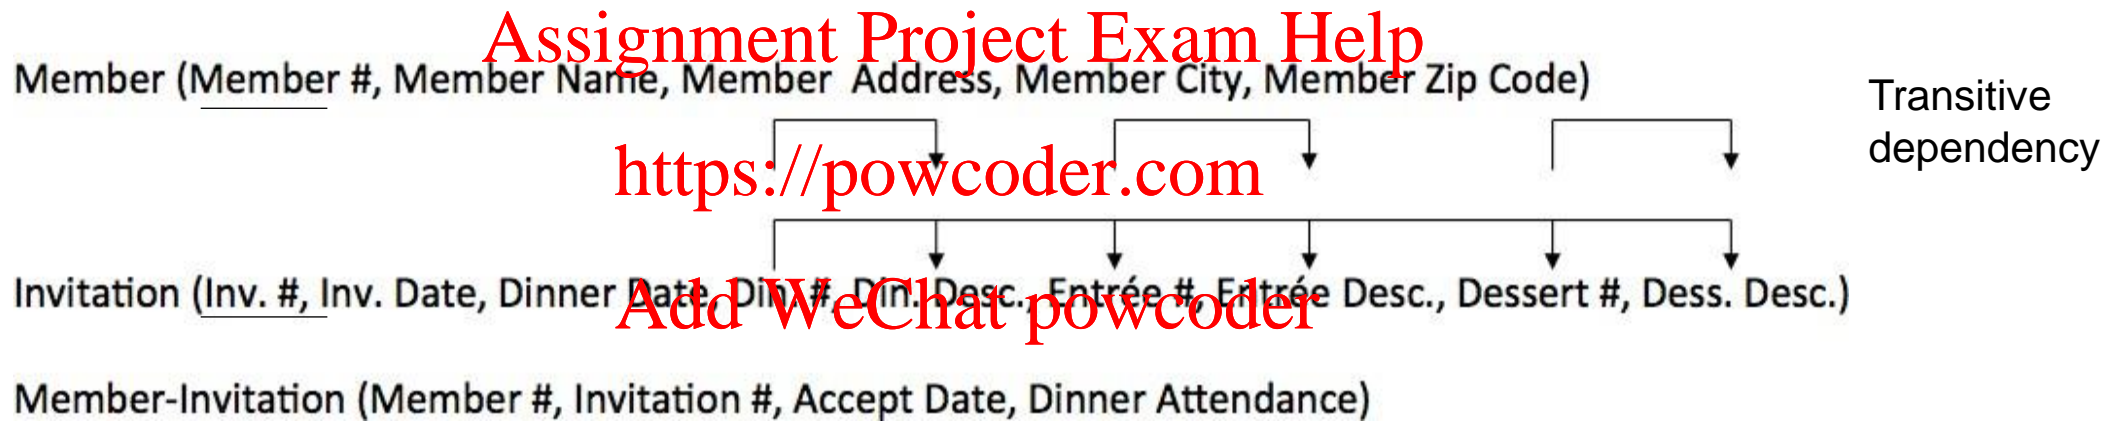 Assignment Project Exam Help
Member (Member #, Member Name, Member Address, Member City, Member Zip Code)
Transitive
dependency
https://powcoder.com
Invitation (Inv. #, Inv. Date, Dinner Date, Din. #, Din. Desc., Entrée #, Entrée Desc., Dessert #, Dess. Desc.)
Add WeChat powcoder
Member-Invitation (Member #, Invitation #, Accept Date, Dinner Attendance)